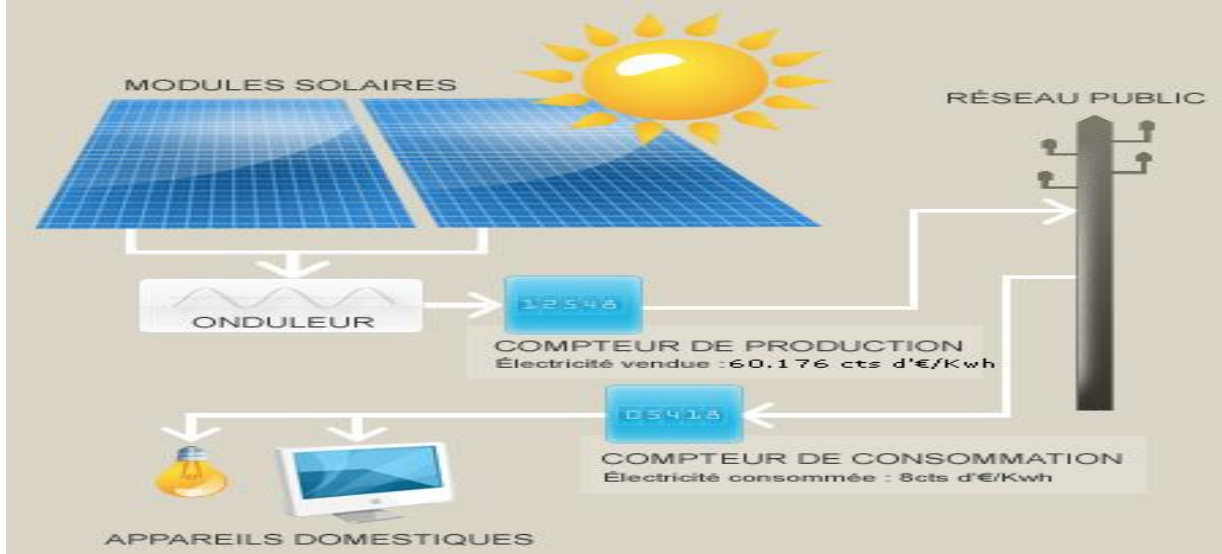 MODULES SOLAIRES
RÉSEAU PUBLIC
12548
ONDULEUR
COMPTEUR DE PRODUCTION
Électricité vendue : 60.176 cts d'€/Kwh
05418
COMPTEUR DE CONSOMMATION
Électricité consommée : 8cts d'€/Kwh
APPAREILS DOMESTIQUES